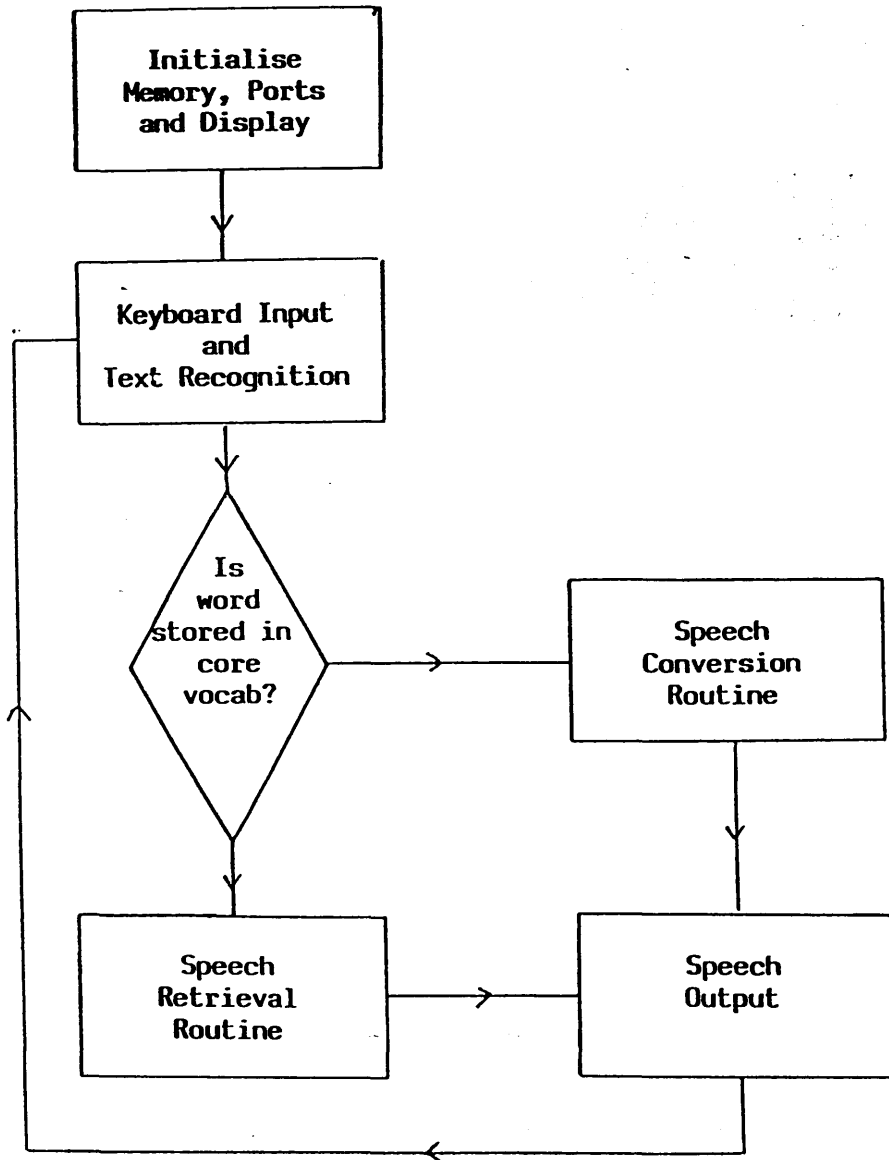 Initialise
Memory, Ports
and Display
Keyboard Input
and
Text Recognition
Is
word
stored in
core
vocab?
Speech
Conversion
Routine
Speech
Retrieval
Routine
Speech
Output